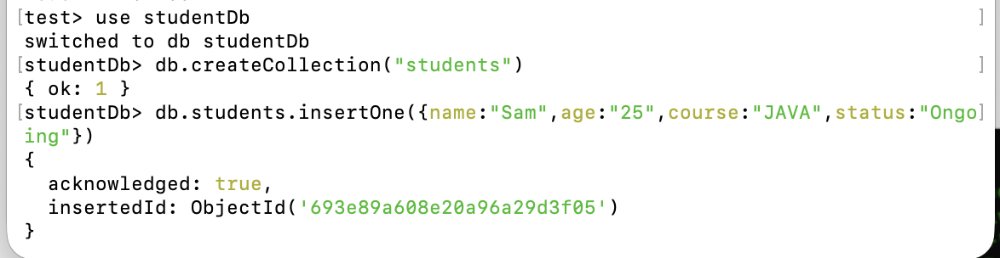 [test> use studentDb ]
switched to db studentDb
[studentDb> db.createCollection("students") ]
{ ok: 1 }
[studentDb> db.students.insertOne({name:"Sam",age:"25",course:"JAVA",status:"Ongo]
ing"})
{
  acknowledged: true,
  insertedId: ObjectId('693e89a608e20a96a29d3f05')
}